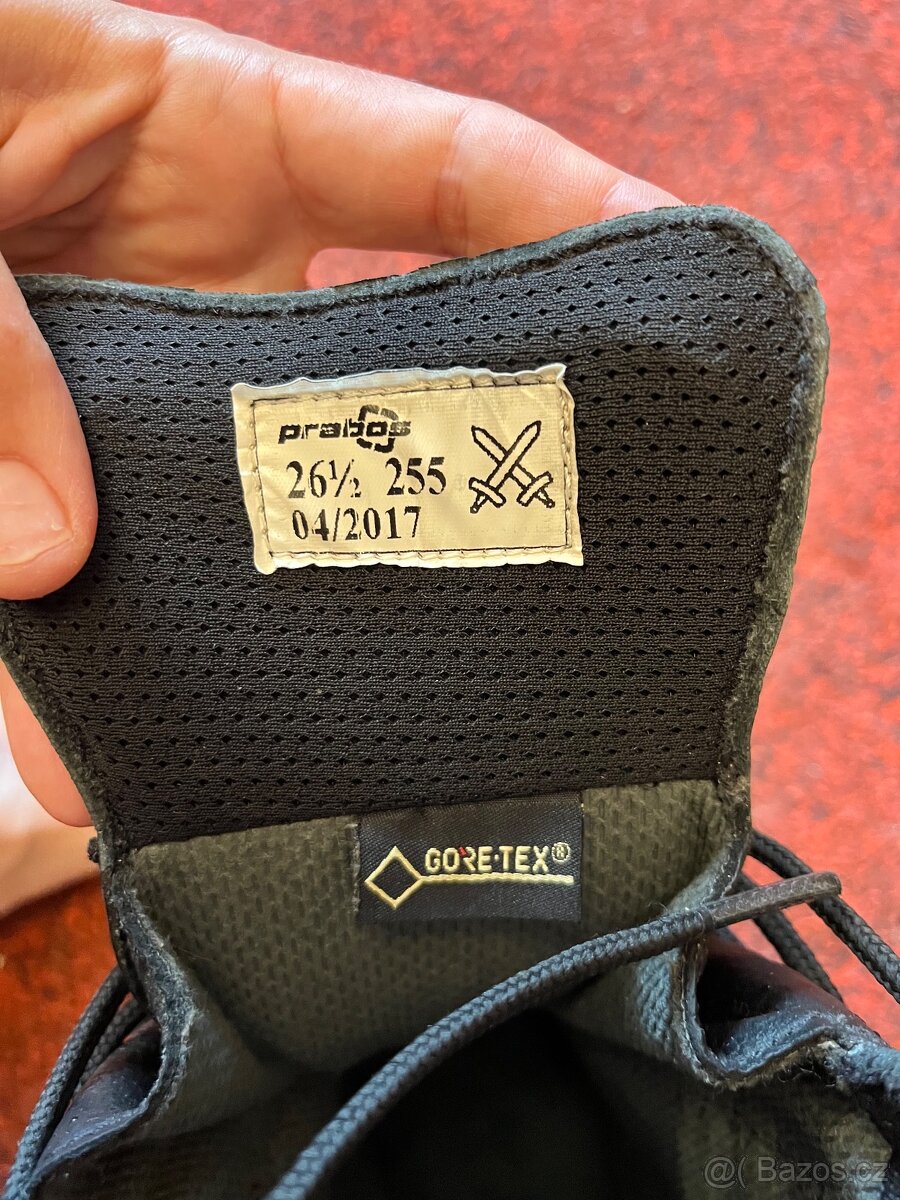 prabos
26½ 255
04/2017
GORE-TEX®
@( Bazos.cz